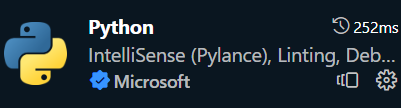 Python 252ms
IntelliSense (Pylance), Linting, Deb...
Microsoft